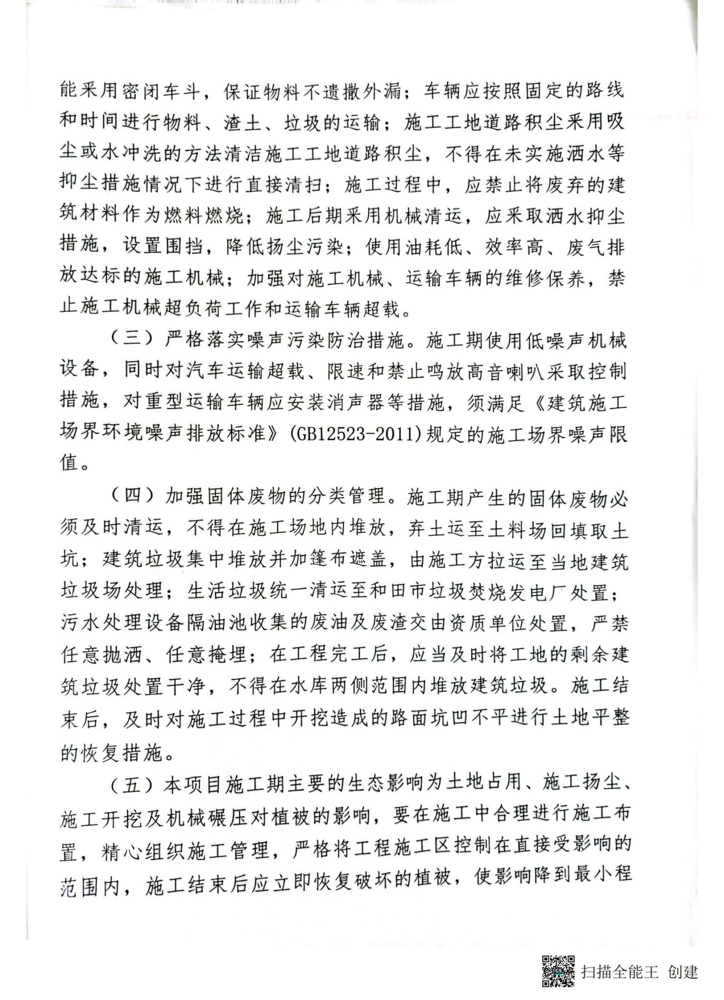 能采用密闭车斗，保证物料不遗撒外漏；车辆应按照固定的路线
和时间进行物料、渣土、垃圾的运输；施工工地道路积尘采用吸
尘或水冲洗的方法清洁施工工地道路积尘，不得在未实施洒水等
抑尘措施情况下进行直接清扫；施工过程中，应禁止将废弃的建
筑材料作为燃料燃烧；施工后期采用机械清运，应采取洒水抑尘
措施，设置围挡，降低扬尘污染；使用油耗低、效率高、废气排
放达标的施工机械；加强对施工机械、运输车辆的维修保养，禁
止施工机械超负荷工作和运输车辆超载。
（三）严格落实噪声污染防治措施。施工期使用低噪声机械
设备，同时对汽车运输超载、限速和禁止鸣放高音喇叭采取控制
措施，对重型运输车辆应安装消声器等措施，须满足《建筑施工
场界环境噪声排放标准》(GB12523-2011)规定的施工场界噪声限
值。
（四）加强固体废物的分类管理。施工期产生的固体废物必
须及时清运，不得在施工场地内堆放，弃土运至土料场回填取土
坑；建筑垃圾集中堆放并加篷布遮盖，由施工方拉运至当地建筑
垃圾场处理；生活垃圾统一清运至和田市垃圾焚烧发电厂处置；
污水处理设备隔油池收集的废油及废渣交由资质单位处置，严禁
任意抛洒、任意掩埋；在工程完工后，应当及时将工地的剩余建
筑垃圾处置干净，不得在水库两侧范围内堆放建筑垃圾。施工结
束后，及时对施工过程中开挖造成的路面坑凹不平进行土地平整
的恢复措施。
（五）本项目施工期主要的生态影响为土地占用、施工扬尘、
施工开挖及机械碾压对植被的影响，要在施工中合理进行施工布
置，精心组织施工管理，严格将工程施工区控制在直接受影响的
范围内，施工结束后应立即恢复破坏的植被，使影响降到最小程
CS
扫描全能王 创建